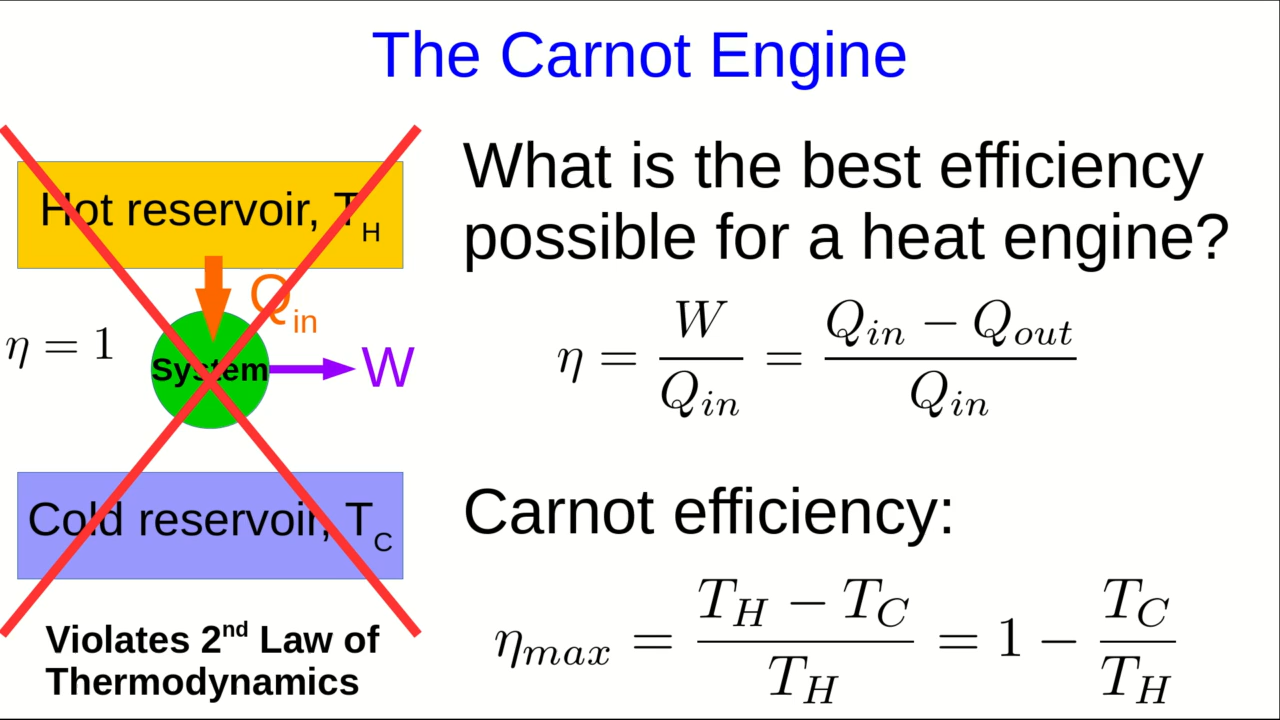 The Carnot Engine
Hot reservoir, T_H
Q_in
η = 1
System
W
Cold reservoir, T_C
Violates 2^nd Law of
Thermodynamics
What is the best efficiency
possible for a heat engine?
η = W / Q_in = (Q_in − Q_out) / Q_in
Carnot efficiency:
η_max = (T_H − T_C) / T_H = 1 − T_C / T_H